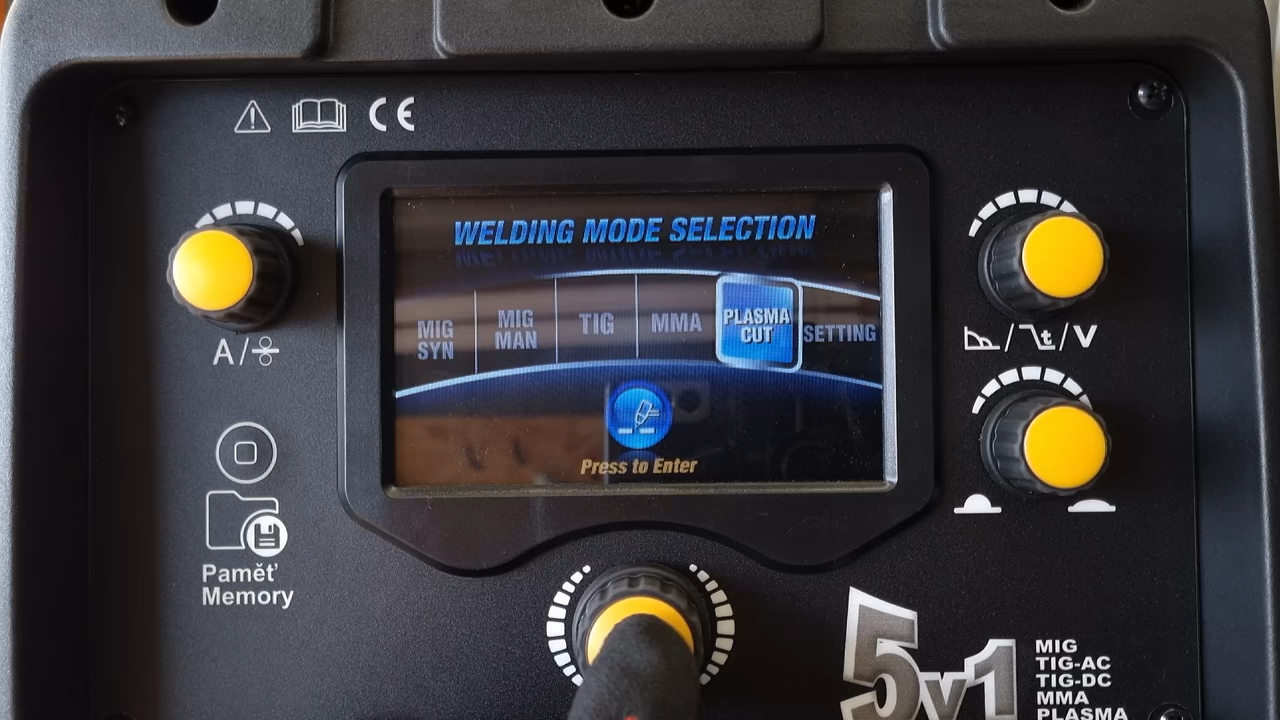 CE
WELDING MODE SELECTION
MIG
SYN
MIG
MAN
TIG
MMA
PLASMA
CUT
SETTING
Press to Enter
A/
/t/V
Paměť
Memory
5v1
MIG
TIG-AC
TIG-DC
MMA
PLASMA